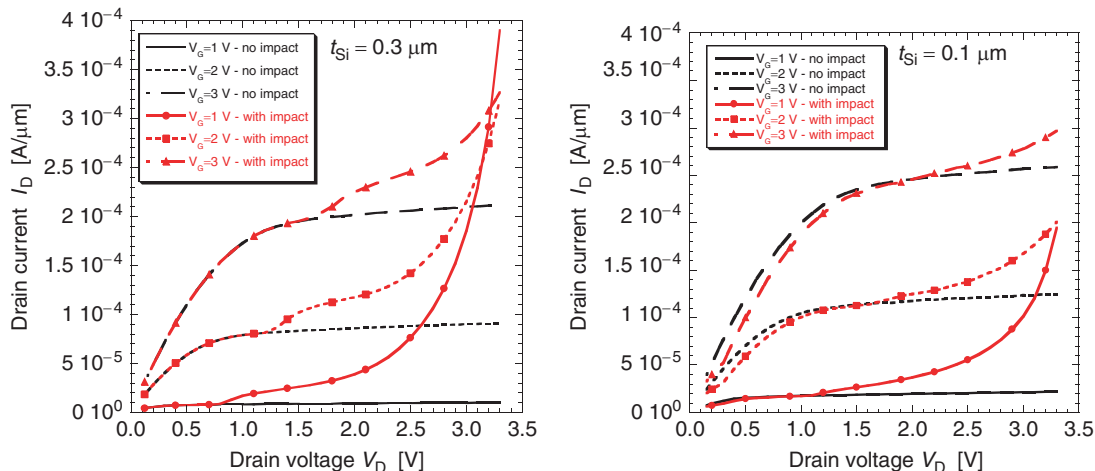 4 10⁻⁴
3.5 10⁻⁴
3 10⁻⁴
2.5 10⁻⁴
2 10⁻⁴
1.5 10⁻⁴
1 10⁻⁴
5 10⁻⁵
0 10⁰
Drain current I_D [A/μm]
V_G=1 V - no impact
V_G=2 V - no impact
V_G=3 V - no impact
V_G=1 V - with impact
V_G=2 V - with impact
V_G=3 V - with impact
t_Si = 0.3 μm
0.0 0.5 1.0 1.5 2.0 2.5 3.0 3.5
Drain voltage V_D [V]
4 10⁻⁴
3.5 10⁻⁴
3 10⁻⁴
2.5 10⁻⁴
2 10⁻⁴
1.5 10⁻⁴
1 10⁻⁴
5 10⁻⁵
0 10⁰
Drain current I_D [A/μm]
t_Si = 0.1 μm
V_G=1 V - no impact
V_G=2 V - no impact
V_G=3 V - no impact
V_G=1 V - with impact
V_G=2 V - with impact
V_G=3 V - with impact
0.0 0.5 1.0 1.5 2.0 2.5 3.0 3.5
Drain voltage V_D [V]